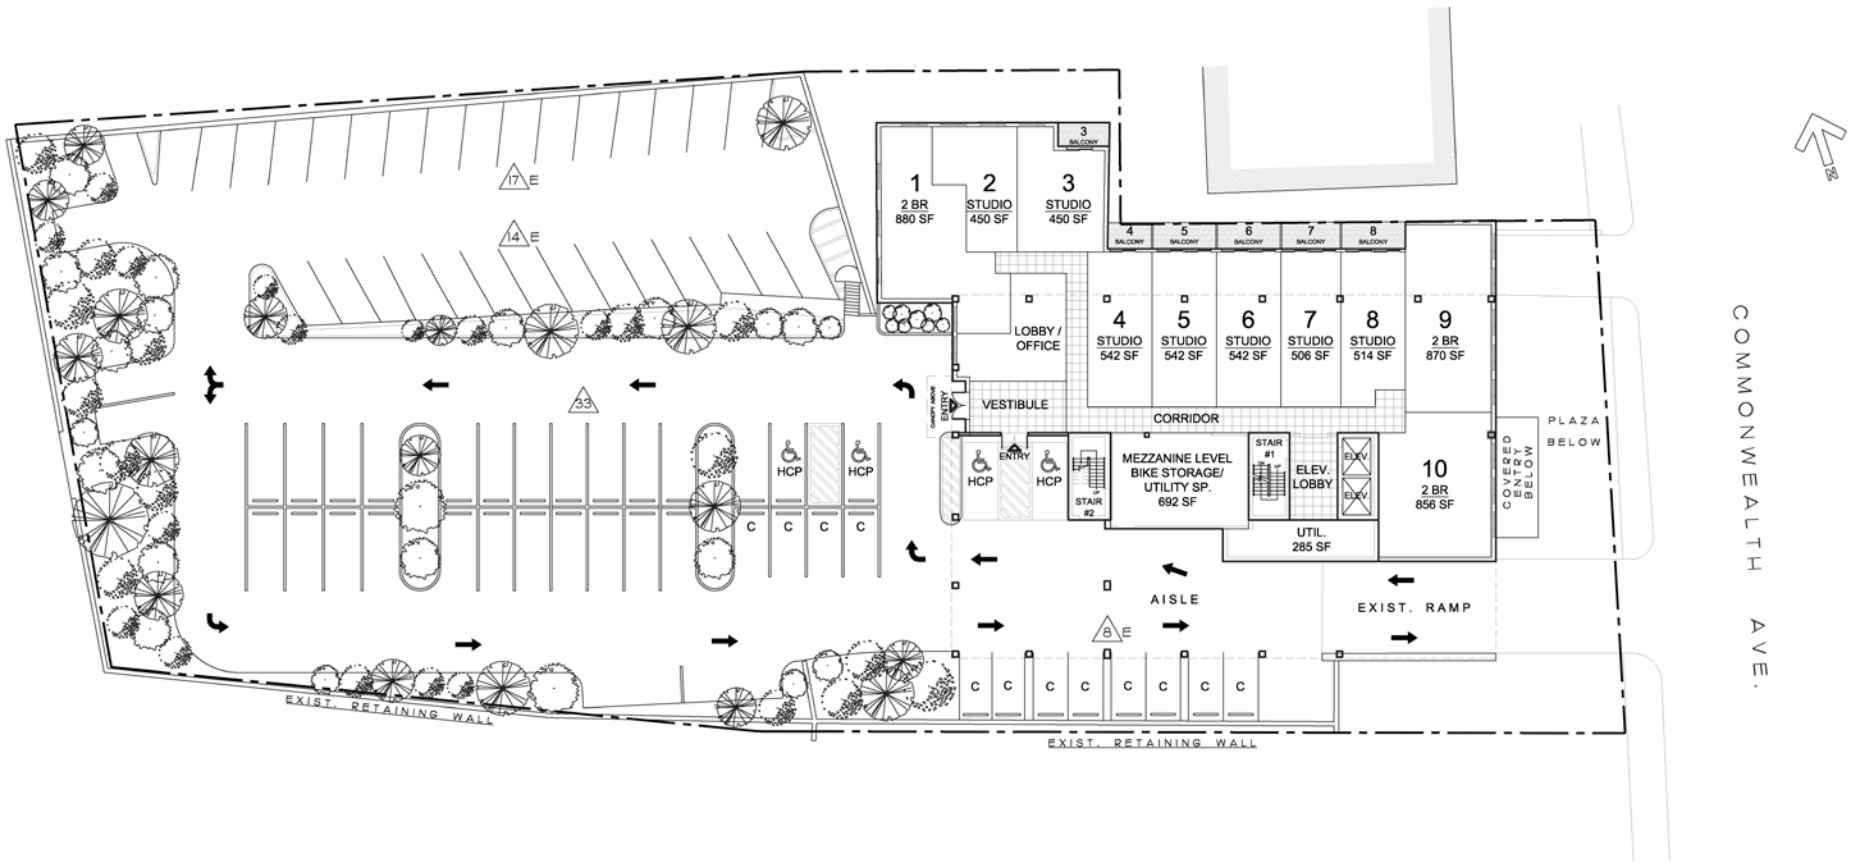 3
BALCONY
1
2 BR
880 SF
2
STUDIO
450 SF
3
STUDIO
450 SF
N
17 E
14 E
4
BALCONY
5
BALCONY
6
BALCONY
7
BALCONY
8
BALCONY
LOBBY /
OFFICE
4
STUDIO
542 SF
5
STUDIO
542 SF
6
STUDIO
542 SF
7
STUDIO
506 SF
8
STUDIO
514 SF
9
2 BR
870 SF
33
CANOPY ABOVE
ENTRY
VESTIBULE
CORRIDOR
PLAZA
BELOW
COMMONWEALTH AVE.
HCP
HCP
HCP
ENTRY
HCP
STAIR
#2
UP
MEZZANINE LEVEL
BIKE STORAGE/
UTILITY SP.
692 SF
STAIR
#1
UP
ELEV.
LOBBY
ELEV.
ELEV.
10
2 BR
856 SF
COVERED
ENTRY
BELOW
C C C C
UTIL.
285 SF
AISLE
EXIST. RAMP
8 E
C C C C C C C C
EXIST. RETAINING WALL
EXIST. RETAINING WALL